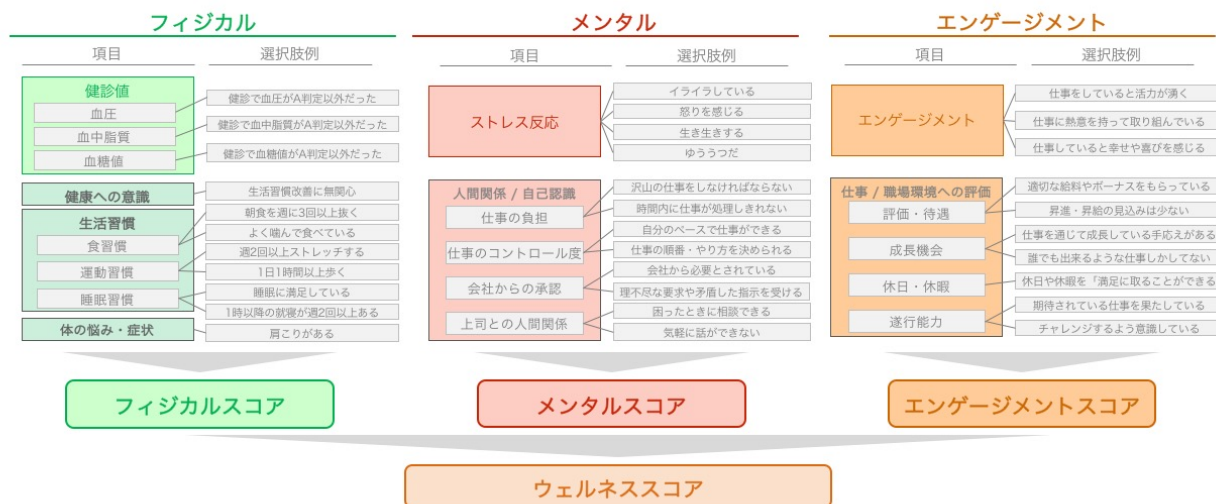 フィジカル
項目
選択肢例
健診値
血圧
血中脂質
血糖値
健診で血圧がA判定以外だった
健診で血中脂質がA判定以外だった
健診で血糖値がA判定以外だった
健康への意識
生活習慣
食習慣
運動習慣
睡眠習慣
体の悩み・症状
生活習慣改善に無関心
朝食を週に3回以上抜く
よく噛んで食べている
週2回以上ストレッチする
1日1時間以上歩く
睡眠に満足している
1時以降の就寝が週2回以上ある
肩こりがある
フィジカルスコア
メンタル
項目
選択肢例
ストレス反応
イライラしている
怒りを感じる
生き生きする
ゆううつだ
人間関係 / 自己認識
仕事の負担
仕事のコントロール度
会社からの承認
上司との人間関係
沢山の仕事をしなければならない
時間内に仕事が処理しきれない
自分のペースで仕事ができる
仕事の順番・やり方を決められる
会社から必要とされている
理不尽な要求や矛盾した指示を受ける
困ったときに相談できる
気軽に話ができない
メンタルスコア
エンゲージメント
項目
選択肢例
エンゲージメント
仕事をしていると活力が湧く
仕事に熱意を持って取り組んでいる
仕事していると幸せや喜びを感じる
仕事 / 職場環境への評価
評価・待遇
成長機会
休日・休暇
遂行能力
適切な給料やボーナスをもらっている
昇進・昇給の見込みは少ない
仕事を通じて成長している手応えがある
誰でも出来るような仕事しかしてない
休日や休暇を「満足に取ることができる
期待されている仕事を果たしている
チャレンジするよう意識している
エンゲージメントスコア
ウェルネススコア